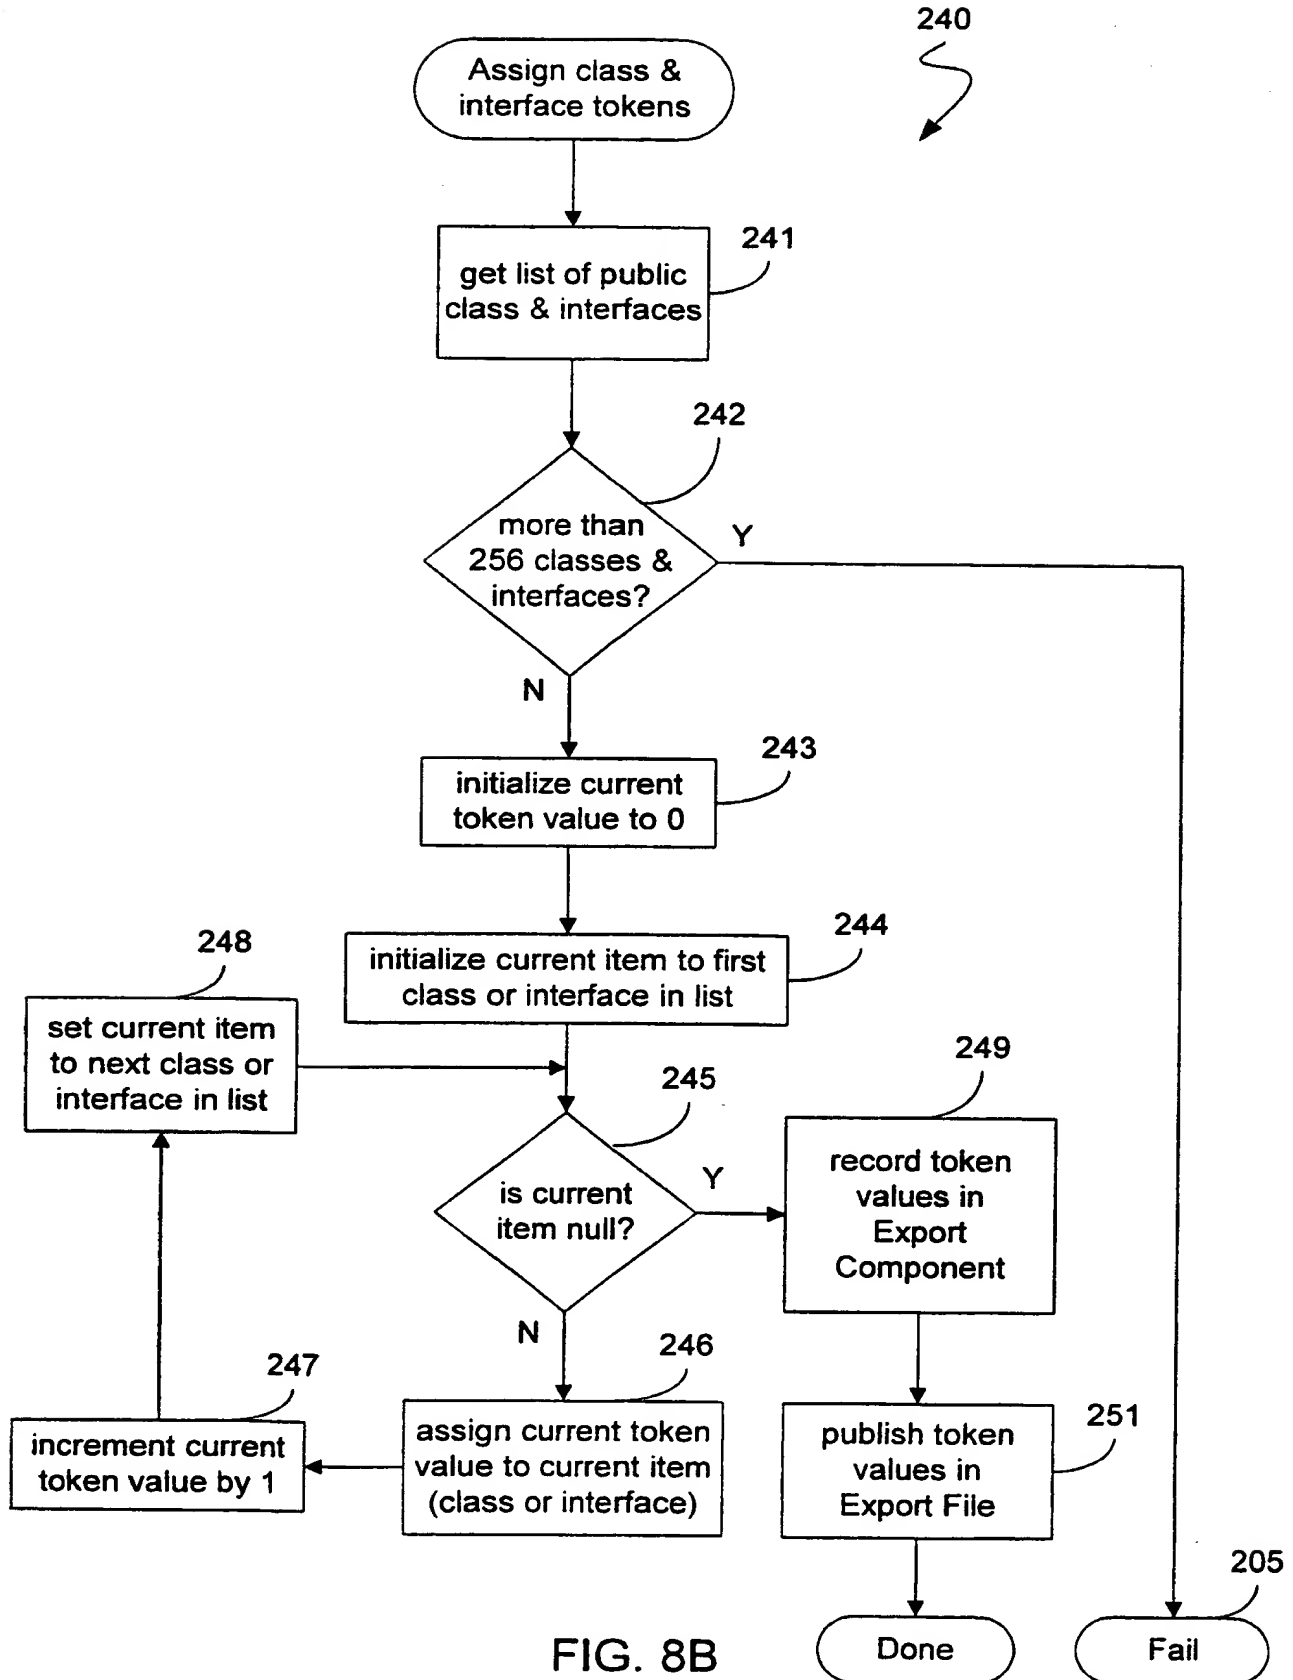 240
Assign class &
interface tokens
241
get list of public
class & interfaces
242
more than
256 classes &
interfaces?
Y
N
243
initialize current
token value to 0
244
initialize current item to first
class or interface in list
248
set current item
to next class or
interface in list
245
is current
item null?
Y
N
249
record token
values in
Export
Component
246
assign current token
value to current item
(class or interface)
247
increment current
token value by 1
251
publish token
values in
Export File
205
Done
Fail
FIG. 8B